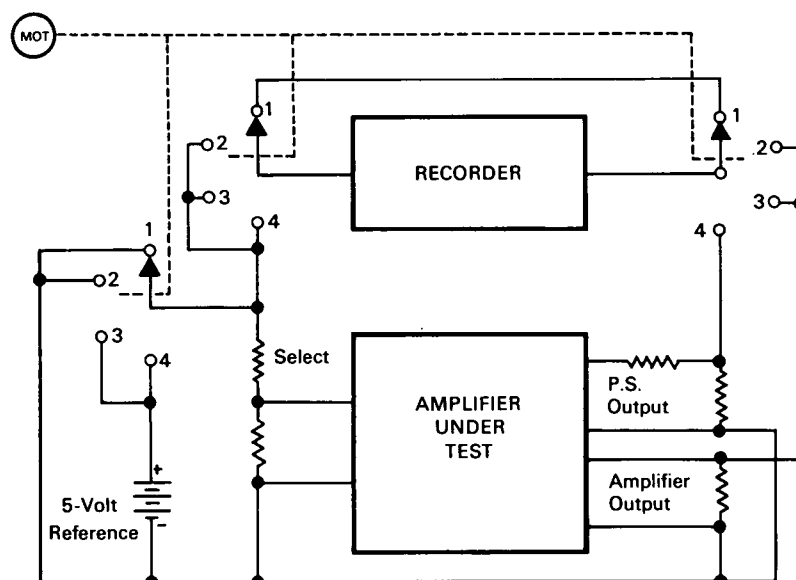 MOT
1
1
2
RECORDER
2
3
3
4
4
1
2
3
4
Select
AMPLIFIER
UNDER
TEST
P.S.
Output
+
5-Volt
Reference
-
Amplifier
Output